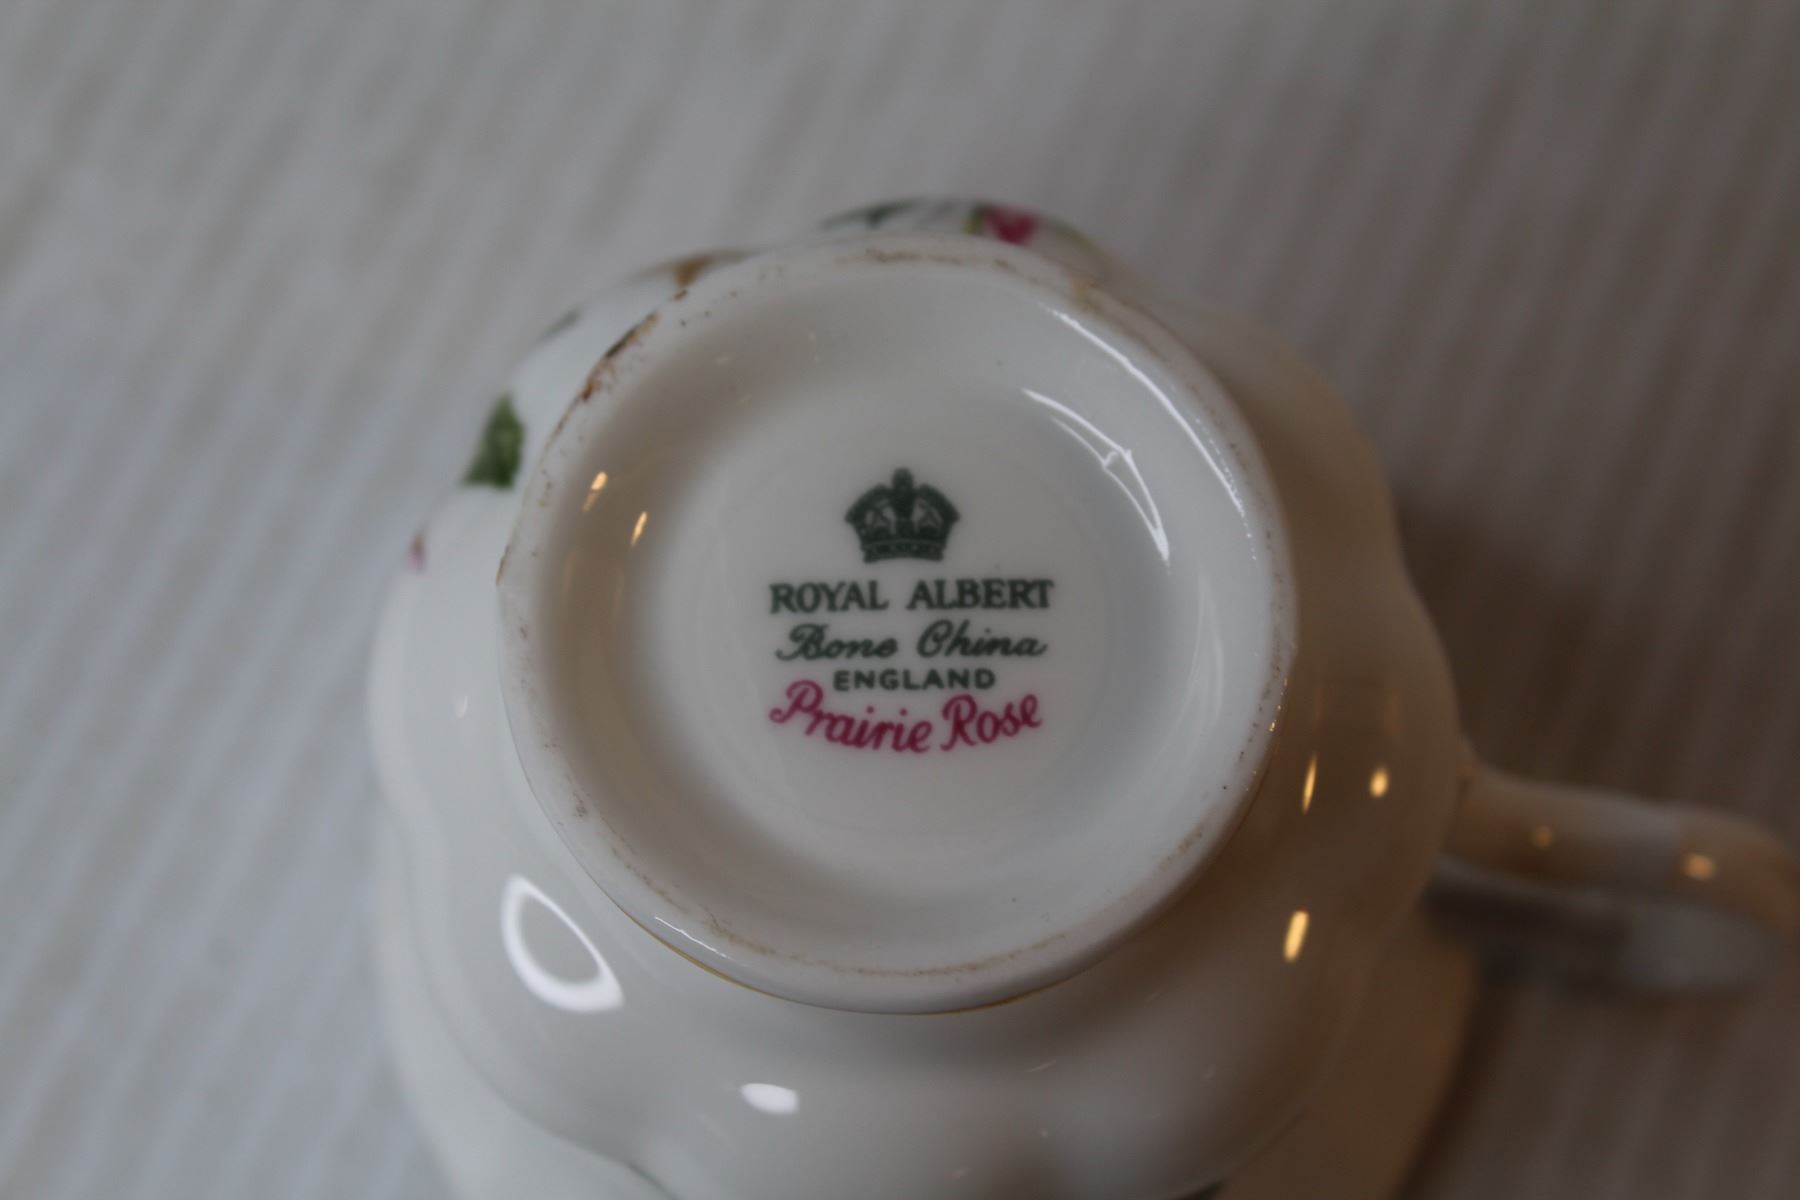 ROYAL ALBERT
Bone China
ENGLAND
Prairie Rose